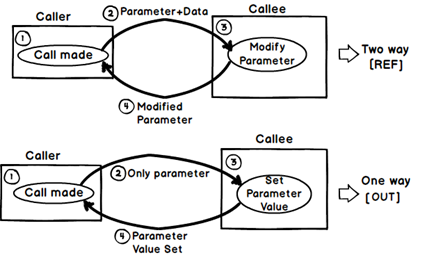 Caller
② Parameter+Data
Callee
①
Call made
③
Modify
Parameter
Two way
[REF]
④ Modified
Parameter
Caller
Callee
①
Call made
② Only parameter
③
Set
Parameter
Value
One way
[OUT]
④ Parameter
Value Set